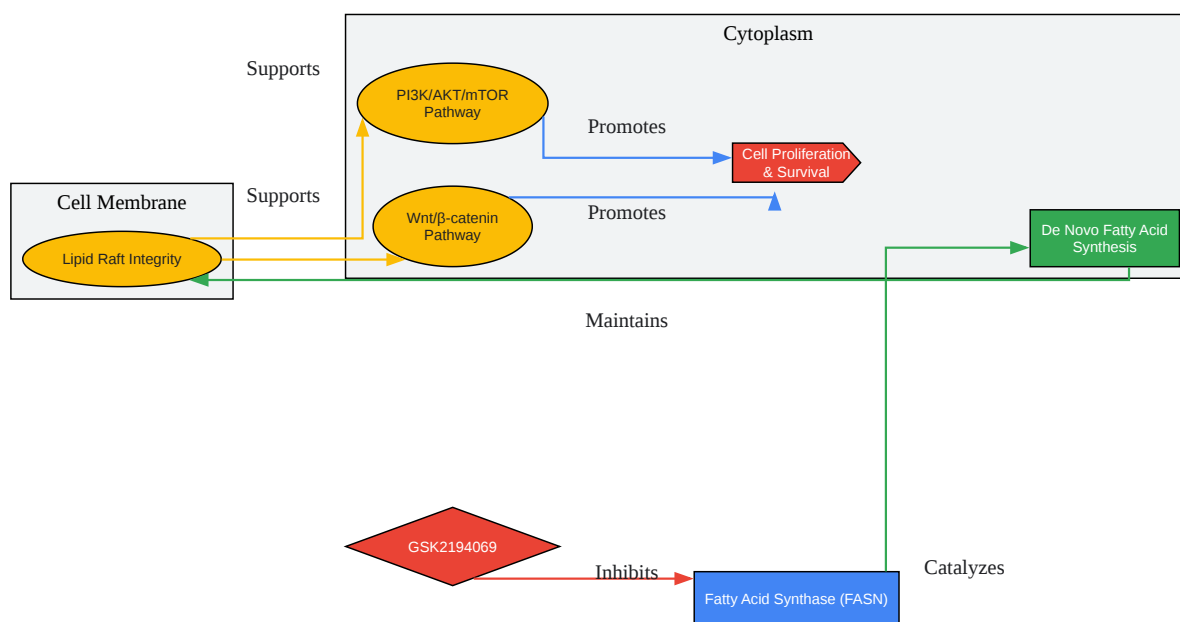 Cytoplasm
Supports
PI3K/AKT/mTOR
Pathway
Promotes
Cell Proliferation
& Survival
Cell Membrane
Supports
Wnt/β-catenin
Pathway
Promotes
Lipid Raft Integrity
De Novo Fatty Acid
Synthesis
Maintains
GSK2194069
Inhibits
Catalyzes
Fatty Acid Synthase (FASN)